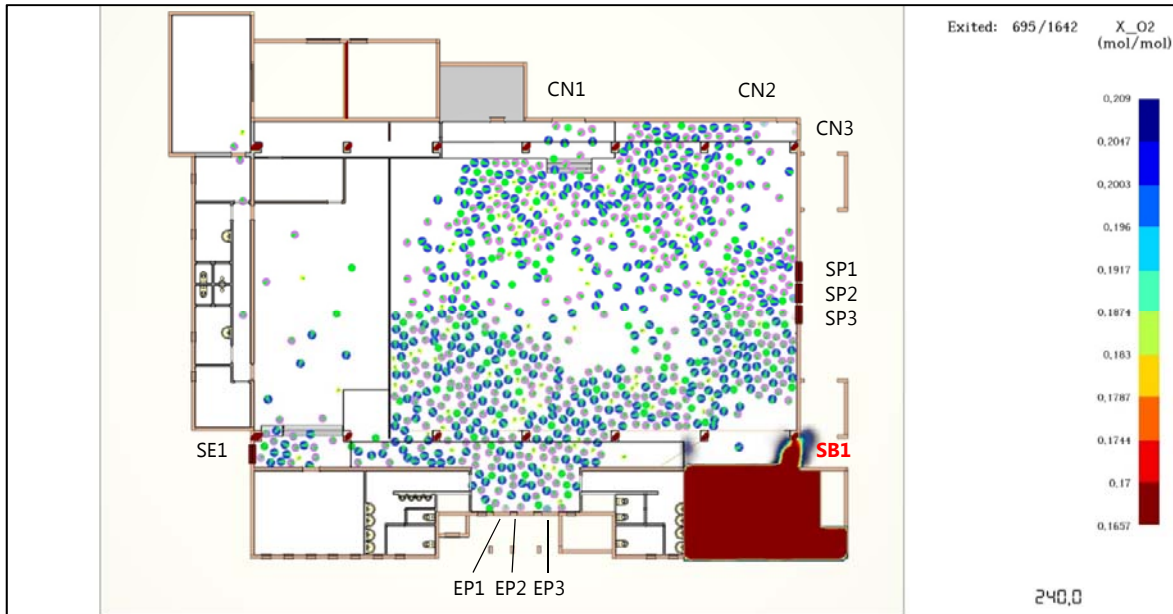 Exited: 695/1642
X_O2
(mol/mol)
CN1
CN2
CN3
0,209
0,2047
0,2003
0,196
0,1917
0,1874
0,183
0,1787
0,1744
0,17
0,1657
SP1
SP2
SP3
SE1
SB1
EP1 EP2 EP3
240,0